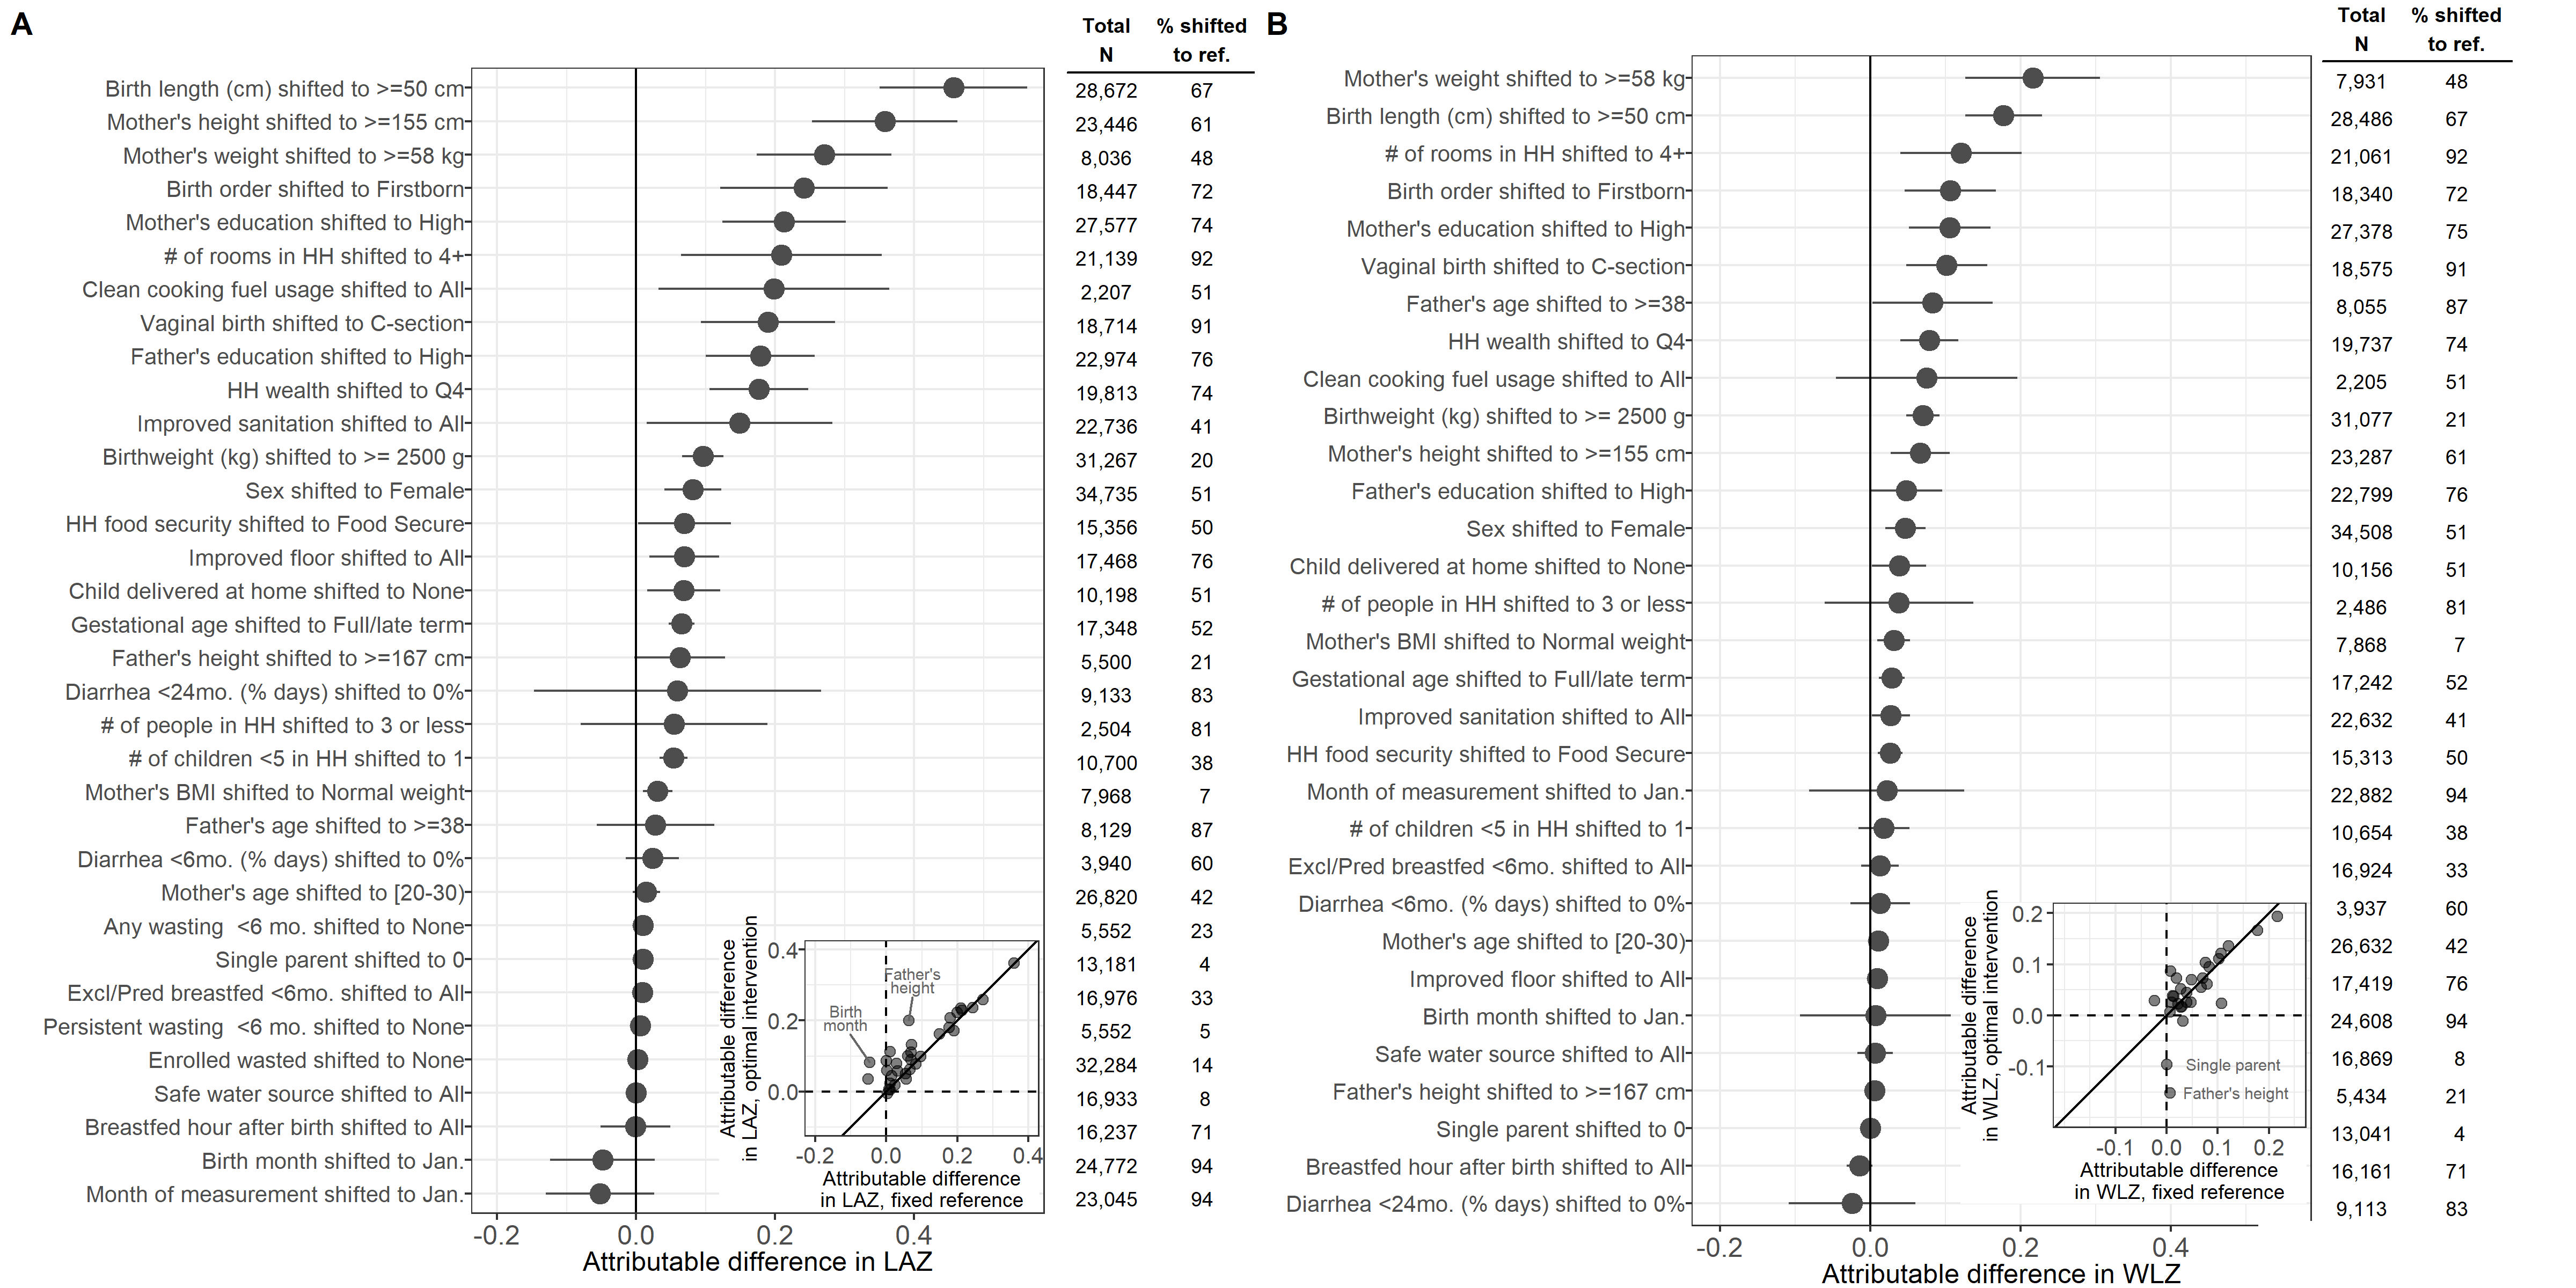 A
Total % shifted
N to ref.
Birth length (cm) shifted to >=50 cm 28,672 67
Mother's height shifted to >=155 cm 23,446 61
Mother's weight shifted to >=58 kg 8,036 48
Birth order shifted to Firstborn 18,447 72
Mother's education shifted to High 27,577 74
# of rooms in HH shifted to 4+ 21,139 92
Clean cooking fuel usage shifted to All 2,207 51
Vaginal birth shifted to C-section 18,714 91
Father's education shifted to High 22,974 76
HH wealth shifted to Q4 19,813 74
Improved sanitation shifted to All 22,736 41
Birthweight (kg) shifted to >= 2500 g 31,267 20
Sex shifted to Female 34,735 51
HH food security shifted to Food Secure 15,356 50
Improved floor shifted to All 17,468 76
Child delivered at home shifted to None 10,198 51
Gestational age shifted to Full/late term 17,348 52
Father's height shifted to >=167 cm 5,500 21
Diarrhea <24mo. (% days) shifted to 0% 9,133 83
# of people in HH shifted to 3 or less 2,504 81
# of children <5 in HH shifted to 1 10,700 38
Mother's BMI shifted to Normal weight 7,968 7
Father's age shifted to >=38 8,129 87
Diarrhea <6mo. (% days) shifted to 0% 3,940 60
Mother's age shifted to [20-30) 26,820 42
Any wasting <6 mo. shifted to None 5,552 23
Single parent shifted to 0 13,181 4
Excl/Pred breastfed <6mo. shifted to All 16,976 33
Persistent wasting <6 mo. shifted to None 5,552 5
Enrolled wasted shifted to None 32,284 14
Safe water source shifted to All 16,933 8
Breastfed hour after birth shifted to All 16,237 71
Birth month shifted to Jan. 24,772 94
Month of measurement shifted to Jan. 23,045 94
-0.2 0.0 0.2 0.4
Attributable difference in LAZ
Attributable difference
in LAZ, optimal intervention
0.4
0.2
0.0
Father's
height
Birth
month
-0.2 0.0 0.2 0.4
Attributable difference
in LAZ, fixed reference
B
Total % shifted
N to ref.
Mother's weight shifted to >=58 kg 7,931 48
Birth length (cm) shifted to >=50 cm 28,486 67
# of rooms in HH shifted to 4+ 21,061 92
Birth order shifted to Firstborn 18,340 72
Mother's education shifted to High 27,378 75
Vaginal birth shifted to C-section 18,575 91
Father's age shifted to >=38 8,055 87
HH wealth shifted to Q4 19,737 74
Clean cooking fuel usage shifted to All 2,205 51
Birthweight (kg) shifted to >= 2500 g 31,077 21
Mother's height shifted to >=155 cm 23,287 61
Father's education shifted to High 22,799 76
Sex shifted to Female 34,508 51
Child delivered at home shifted to None 10,156 51
# of people in HH shifted to 3 or less 2,486 81
Mother's BMI shifted to Normal weight 7,868 7
Gestational age shifted to Full/late term 17,242 52
Improved sanitation shifted to All 22,632 41
HH food security shifted to Food Secure 15,313 50
Month of measurement shifted to Jan. 22,882 94
# of children <5 in HH shifted to 1 10,654 38
Excl/Pred breastfed <6mo. shifted to All 16,924 33
Diarrhea <6mo. (% days) shifted to 0% 3,937 60
Mother's age shifted to [20-30) 26,632 42
Improved floor shifted to All 17,419 76
Birth month shifted to Jan. 24,608 94
Safe water source shifted to All 16,869 8
Father's height shifted to >=167 cm 5,434 21
Single parent shifted to 0 13,041 4
Breastfed hour after birth shifted to All 16,161 71
Diarrhea <24mo. (% days) shifted to 0% 9,113 83
-0.2 0.0 0.2 0.4
Attributable difference in WLZ
Attributable difference
in WLZ, optimal intervention
0.2
0.1
0.0
-0.1
Single parent
Father's height
-0.1 0.0 0.1 0.2
Attributable difference
in WLZ, fixed reference